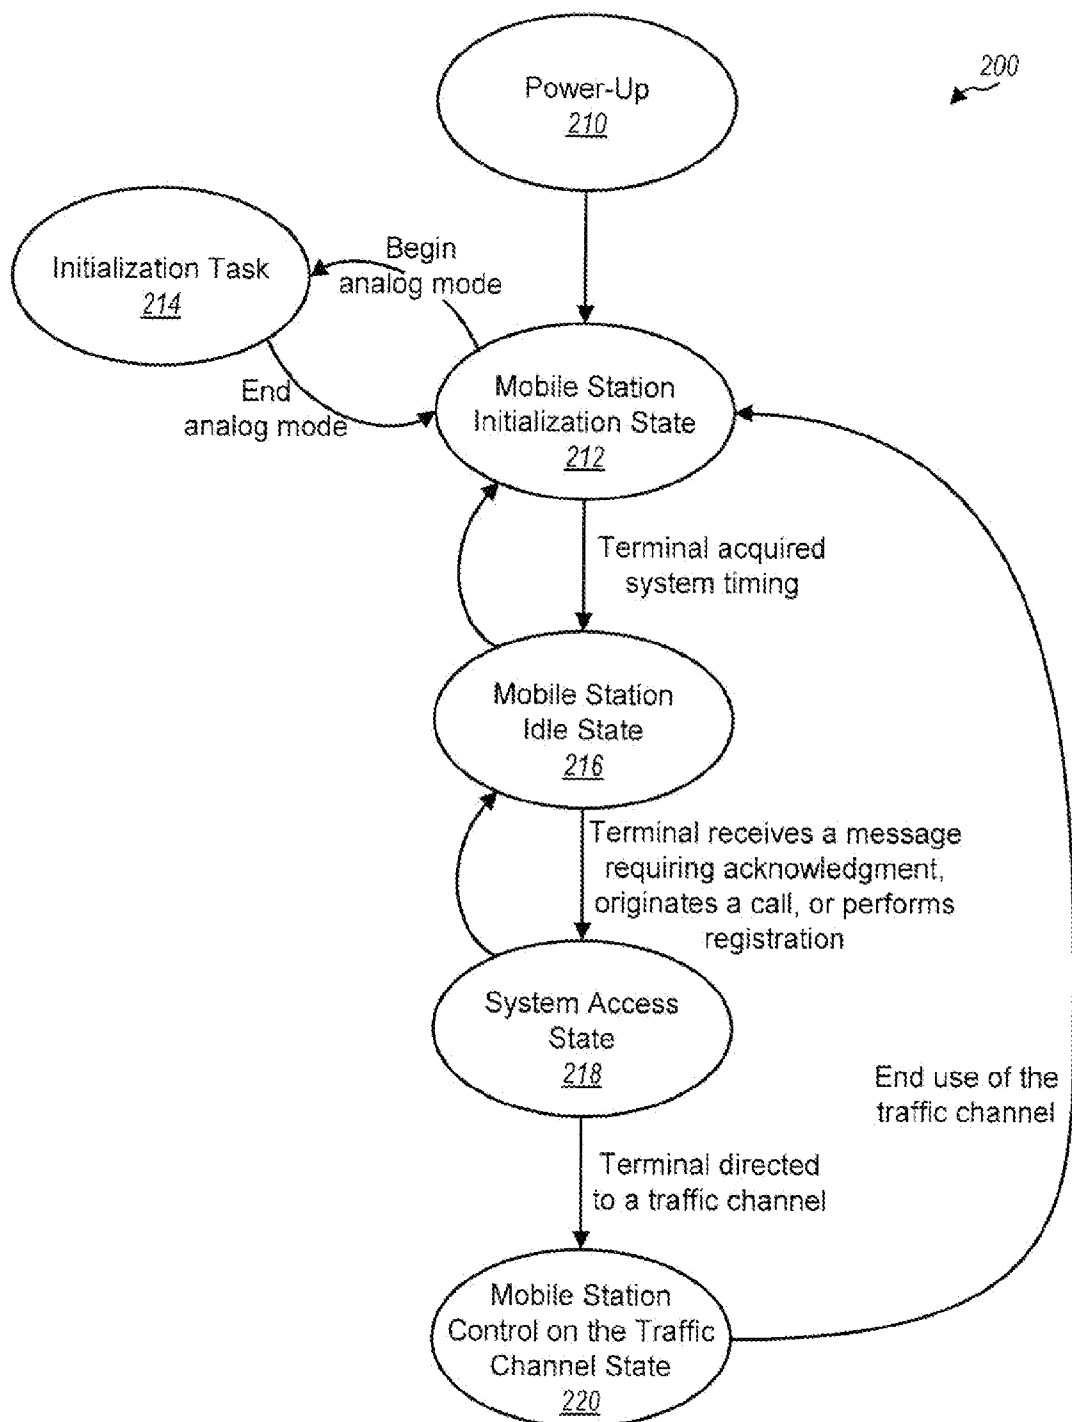 200
Power-Up
210
Begin
analog mode
Initialization Task
214
End
analog mode
Mobile Station
Initialization State
212
Terminal acquired
system timing
Mobile Station
Idle State
216
Terminal receives a message
requiring acknowledgment,
originates a call, or performs
registration
System Access
State
218
End use of the
traffic channel
Terminal directed
to a traffic channel
Mobile Station
Control on the Traffic
Channel State
220